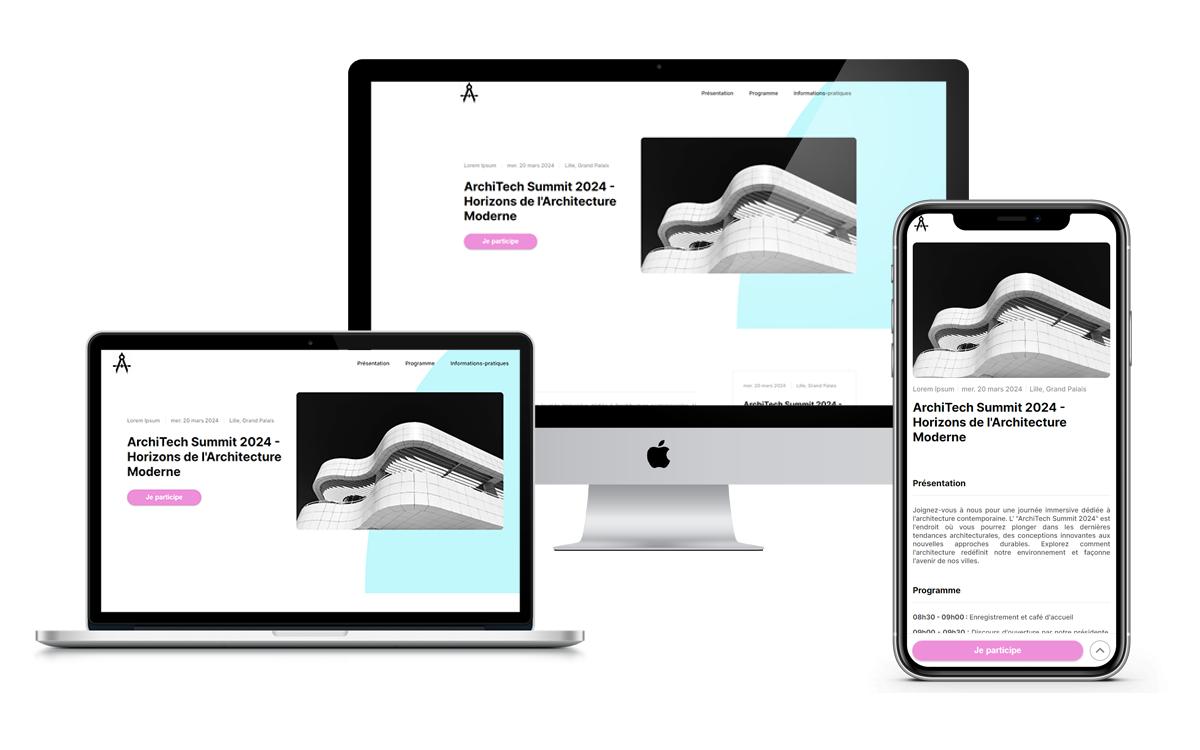 Présentation Programme Informations-pratiques
Lorem Ipsum mer. 20 mars 2024 Lille, Grand Palais
ArchiTech Summit 2024 -
Horizons de l'Architecture
Moderne
Je participe
mer. 20 mars 2024 Lille, Grand Palais
ArchiTech Summit 2024 -
Présentation Programme Informations-pratiques
Lorem Ipsum mer. 20 mars 2024 Lille, Grand Palais
ArchiTech Summit 2024 -
Horizons de l'Architecture
Moderne
Je participe
Lorem Ipsum mer. 20 mars 2024 Lille, Grand Palais
ArchiTech Summit 2024 -
Horizons de l'Architecture
Moderne
Présentation
Joignez-vous à nous pour une journée immersive dédiée à
l'architecture contemporaine. L' "ArchiTech Summit 2024" est
l'endroit où vous pourrez plonger dans les dernières
tendances architecturales, des conceptions innovantes aux
nouvelles approches durables. Explorez comment
l'architecture redéfinit notre environnement et façonne
l'avenir de nos villes.
Programme
08h30 - 09h00 : Enregistrement et café d'accueil
09h00 - 09h30 : Discours d'ouverture par notre présidente,
Je participe